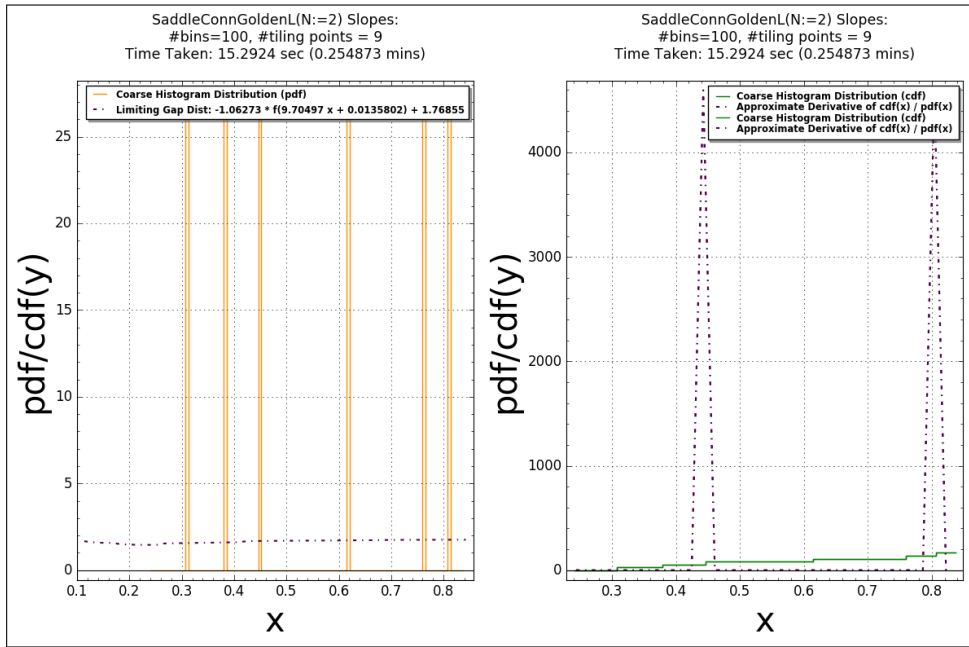 SaddleConnGoldenL(N:=2) Slopes:
#bins=100, #tiling points = 9
Time Taken: 15.2924 sec (0.254873 mins)
Coarse Histogram Distribution (pdf)
Limiting Gap Dist: -1.06273 * f(9.70497 x + 0.0135802) + 1.76855
pdf/cdf(y)
25
20
15
10
5
0
0.1 0.2 0.3 0.4 0.5 0.6 0.7 0.8
x
SaddleConnGoldenL(N:=2) Slopes:
#bins=100, #tiling points = 9
Time Taken: 15.2924 sec (0.254873 mins)
Coarse Histogram Distribution (cdf)
Approximate Derivative of cdf(x) / pdf(x)
Coarse Histogram Distribution (cdf)
Approximate Derivative of cdf(x) / pdf(x)
pdf/cdf(y)
4000
3000
2000
1000
0
0.3 0.4 0.5 0.6 0.7 0.8
x